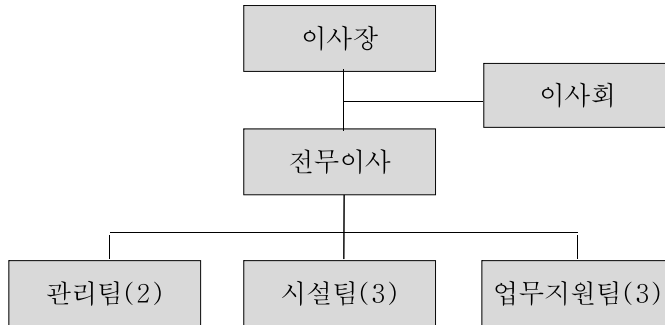 이사장
이사회
전무이사
관리팀(2)
시설팀(3)
업무지원팀(3)